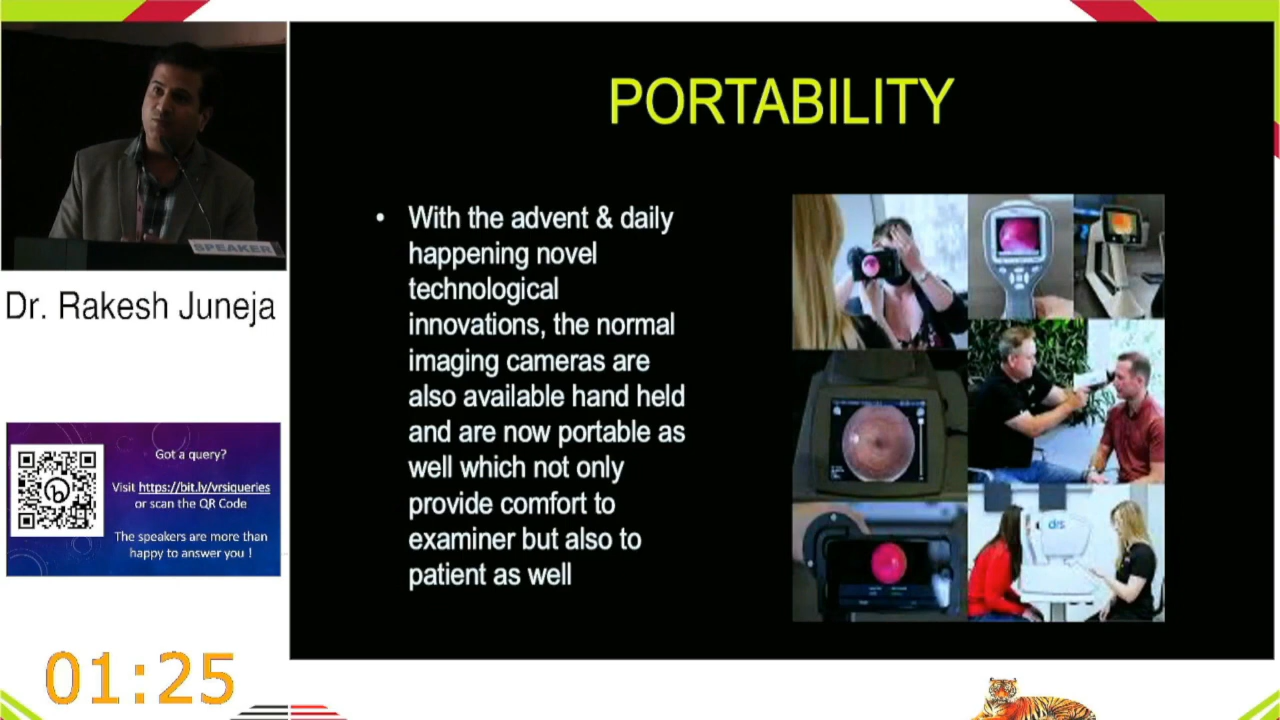 PORTABILITY
SPEAKER
Dr. Rakesh Juneja
• With the advent & daily
happening novel
technological
innovations, the normal
imaging cameras are
also available hand held
and are now portable as
well which not only
provide comfort to
examiner but also to
patient as well
drs
Got a query?
Visit https://bit.ly/vrsiqueries
or scan the QR Code
The speakers are more than
happy to answer you !
01:25